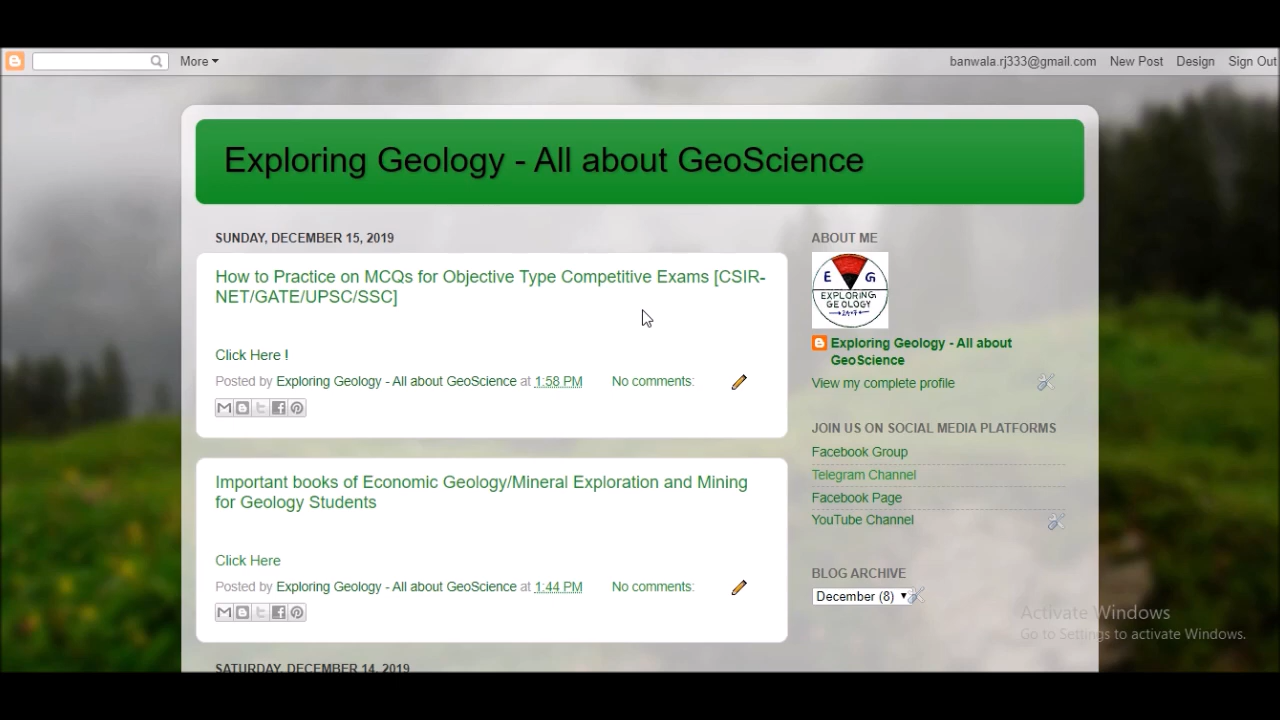 More
banwala.rj333@gmail.com New Post Design Sign Out
Exploring Geology - All about GeoScience
SUNDAY, DECEMBER 15, 2019
How to Practice on MCQs for Objective Type Competitive Exams [CSIR-
NET/GATE/UPSC/SSC]
Click Here !
Posted by Exploring Geology - All about GeoScience at 1:58 PM No comments:
Important books of Economic Geology/Mineral Exploration and Mining
for Geology Students
Click Here
Posted by Exploring Geology - All about GeoScience at 1:44 PM No comments:
SATURDAY, DECEMBER 14, 2019
ABOUT ME
E G
EXPLORING
GEOLOGY
24×7
Exploring Geology - All about
GeoScience
View my complete profile
JOIN US ON SOCIAL MEDIA PLATFORMS
Facebook Group
Telegram Channel
Facebook Page
YouTube Channel
BLOG ARCHIVE
December (8)
Activate Windows
Go to Settings to activate Windows.